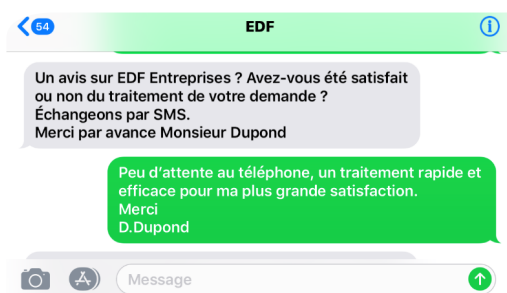 54
EDF
Un avis sur EDF Entreprises ? Avez-vous été satisfait
ou non du traitement de votre demande ?
Échangeons par SMS.
Merci par avance Monsieur Dupond
Peu d’attente au téléphone, un traitement rapide et
efficace pour ma plus grande satisfaction.
Merci
D.Dupond
Message